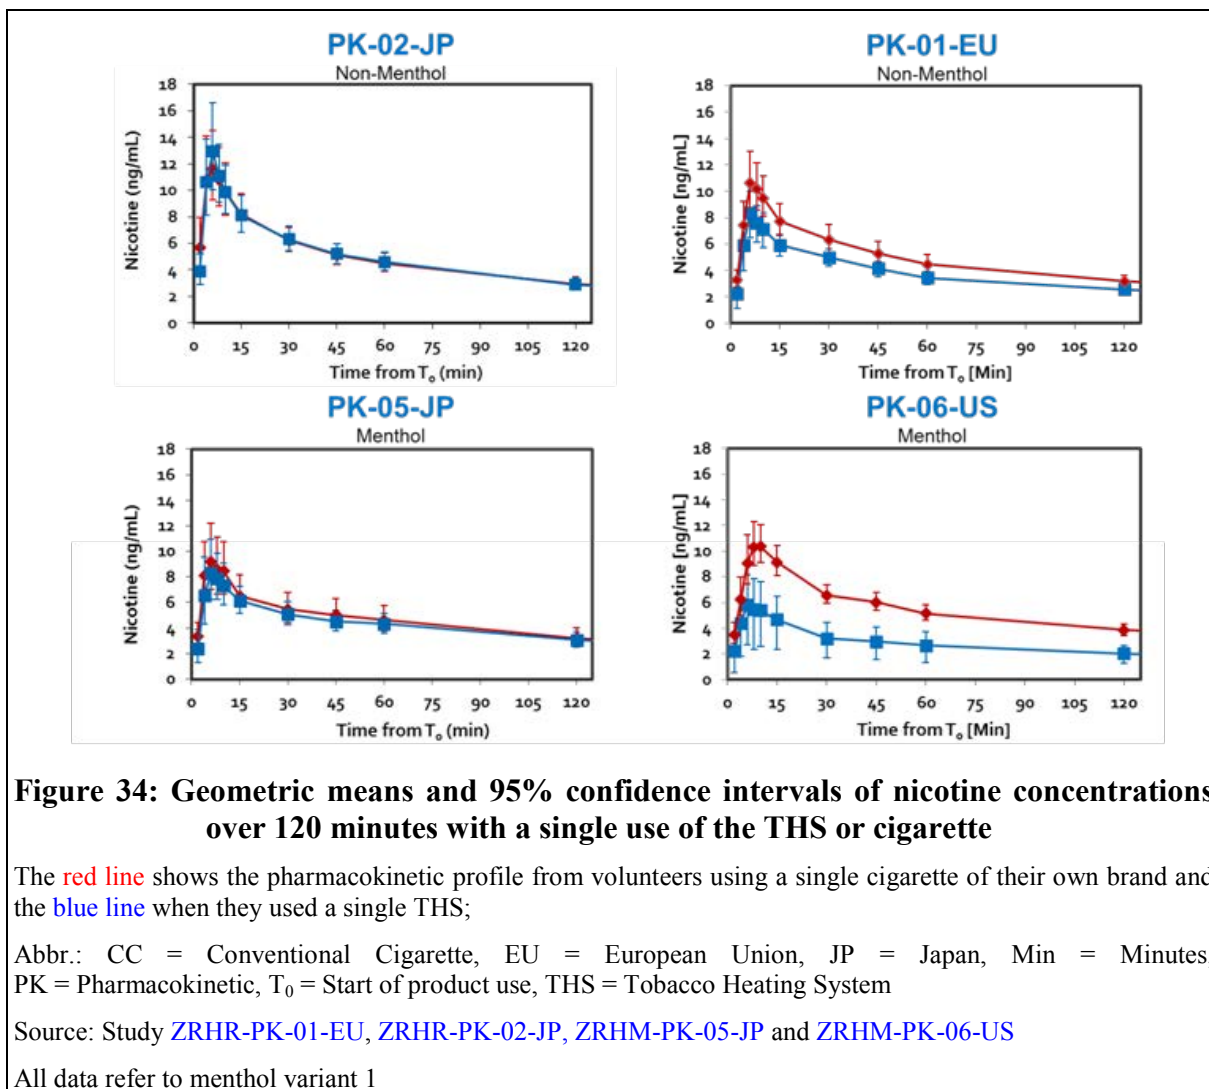 PK-02-JP
Non-Menthol
18
16
14
12
10
8
6
4
2
0
Nicotine (ng/mL)
0 15 30 45 60 75 90 105 120
Time from T₀ (min)
PK-01-EU
Non-Menthol
18
16
14
12
10
8
6
4
2
0
Nicotine [ng/mL]
0 15 30 45 60 75 90 105 120
Time from T₀ [Min]
PK-05-JP
Menthol
18
16
14
12
10
8
6
4
2
0
Nicotine (ng/mL)
0 15 30 45 60 75 90 105 120
Time from T₀ (min)
PK-06-US
Menthol
18
16
14
12
10
8
6
4
2
0
Nicotine [ng/mL]
0 15 30 45 60 75 90 105 120
Time from T₀ [Min]
Figure 34: Geometric means and 95% confidence intervals of nicotine concentrations
over 120 minutes with a single use of the THS or cigarette
The red line shows the pharmacokinetic profile from volunteers using a single cigarette of their own brand and
the blue line when they used a single THS;
Abbr.: CC = Conventional Cigarette, EU = European Union, JP = Japan, Min = Minutes,
PK = Pharmacokinetic, T₀ = Start of product use, THS = Tobacco Heating System
Source: Study ZRHR-PK-01-EU, ZRHR-PK-02-JP, ZRHM-PK-05-JP and ZRHM-PK-06-US
All data refer to menthol variant 1